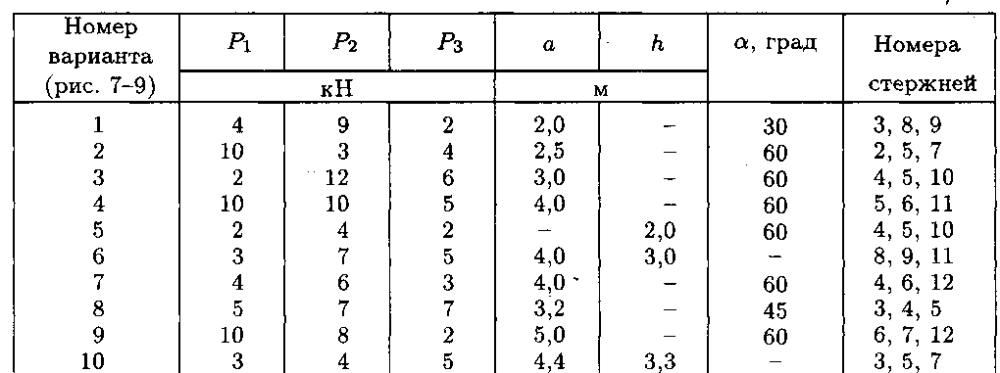 Номер варианта (рис. 7–9) P₁ P₂ P₃ a h α, град Номера стержней
кН м
1 4 9 2 2,0 – 30 3, 8, 9
2 10 3 4 2,5 – 60 2, 5, 7
3 2 12 6 3,0 – 60 4, 5, 10
4 10 10 5 4,0 – 60 5, 6, 11
5 2 4 2 – 2,0 60 4, 5, 10
6 3 7 5 4,0 3,0 – 8, 9, 11
7 4 6 3 4,0 – 60 4, 6, 12
8 5 7 7 3,2 – 45 3, 4, 5
9 10 8 2 5,0 – 60 6, 7, 12
10 3 4 5 4,4 3,3 – 3, 5, 7